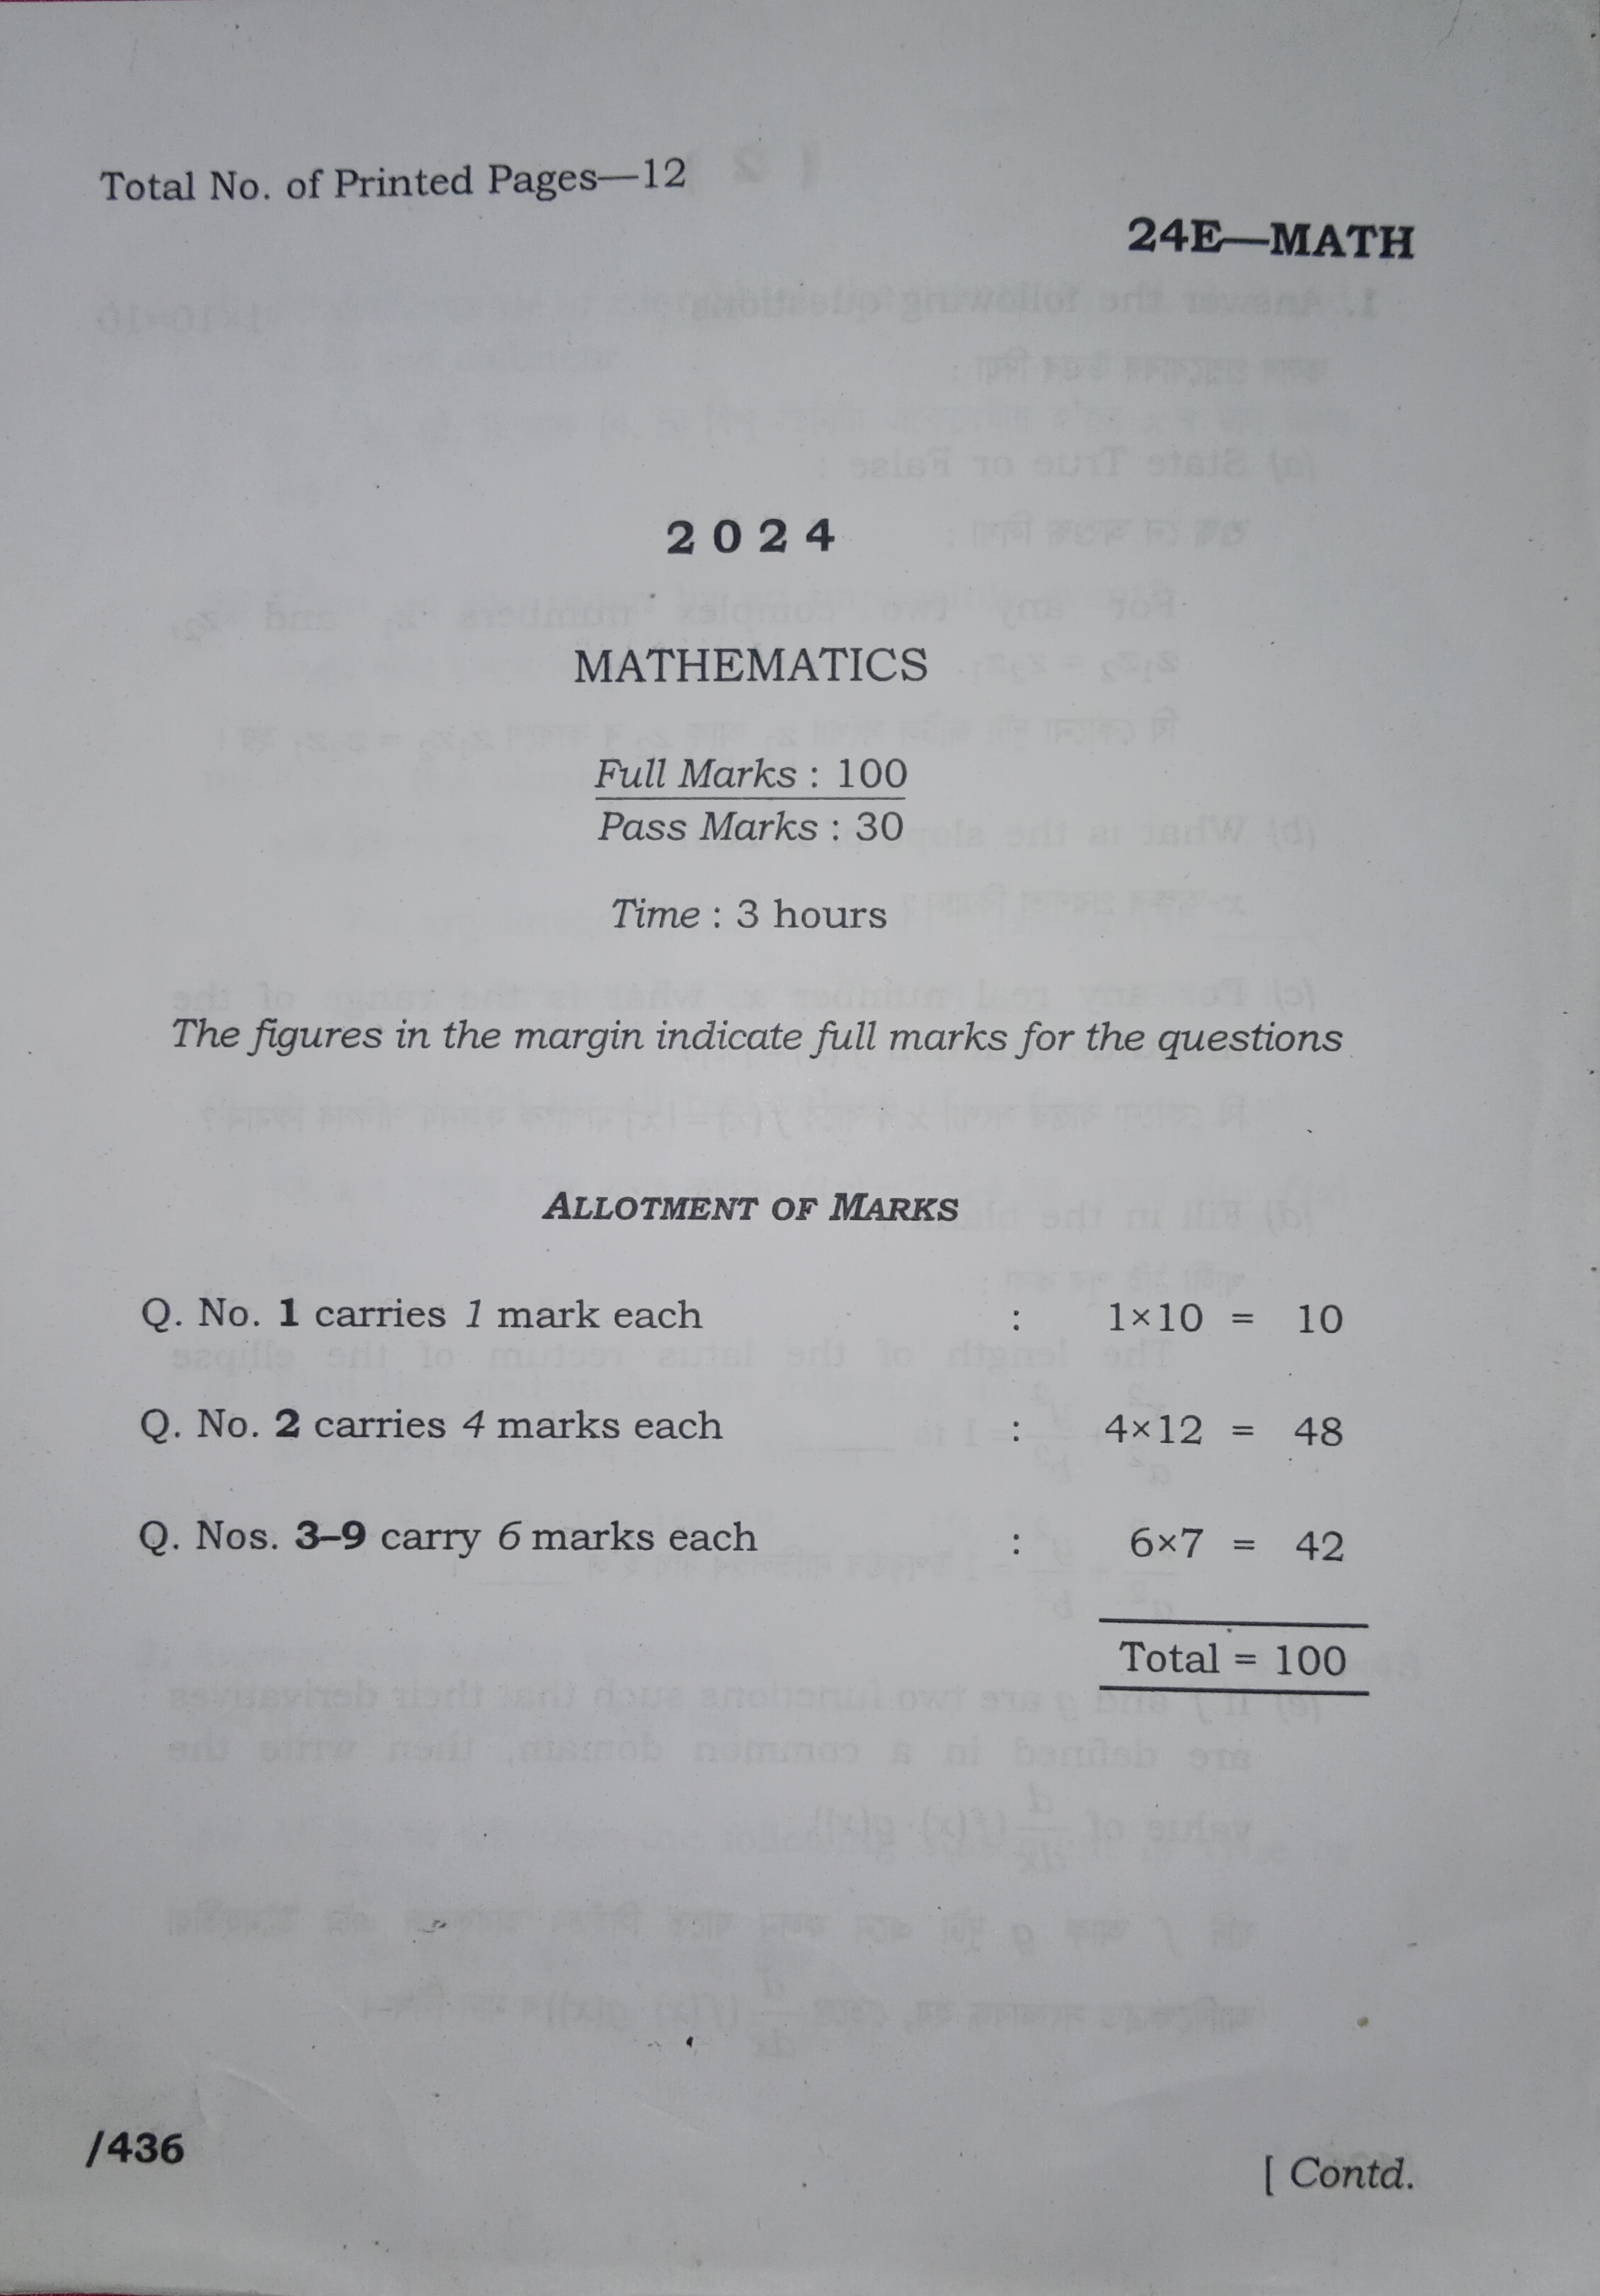 Total No. of Printed Pages—12
24E—MATH
2024
MATHEMATICS
Full Marks : 100
Pass Marks : 30
Time : 3 hours
The figures in the margin indicate full marks for the questions
ALLOTMENT OF MARKS
Q. No. 1 carries 1 mark each : 1×10 = 10
Q. No. 2 carries 4 marks each : 4×12 = 48
Q. Nos. 3–9 carry 6 marks each : 6×7 = 42
Total = 100
/436
[ Contd.